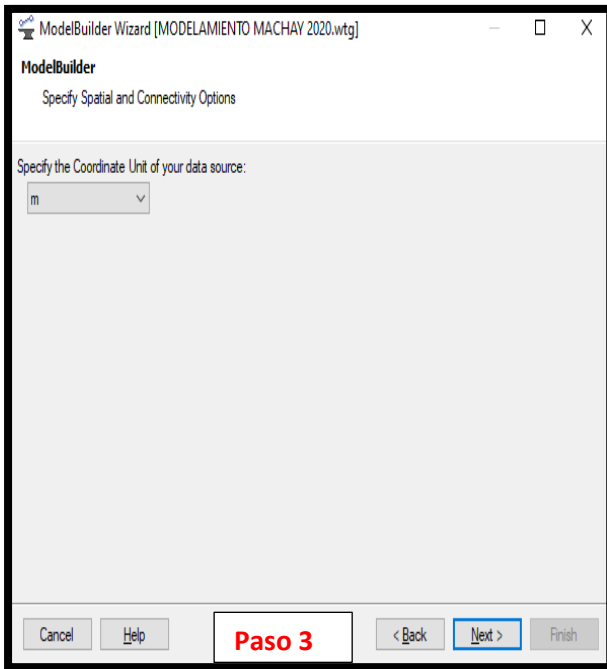 ModelBuilder Wizard [MODELAMIENTO MACHAY 2020.wtg]
ModelBuilder
Specify Spatial and Connectivity Options
Specify the Coordinate Unit of your data source:
m
Cancel Help Paso 3 < Back Next > Finish